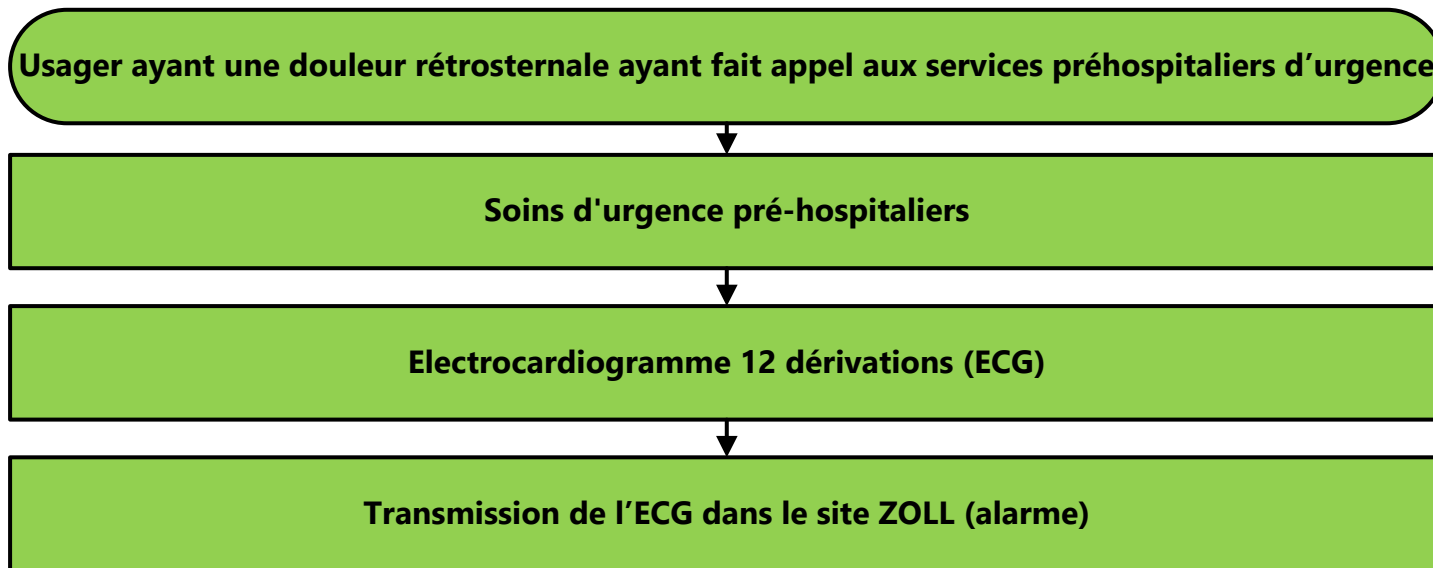 Usager ayant une douleur rétrosternale ayant fait appel aux services préhospitaliers d’urgence
Soins d'urgence pré-hospitaliers
Electrocardiogramme 12 dérivations (ECG)
Transmission de l’ECG dans le site ZOLL (alarme)